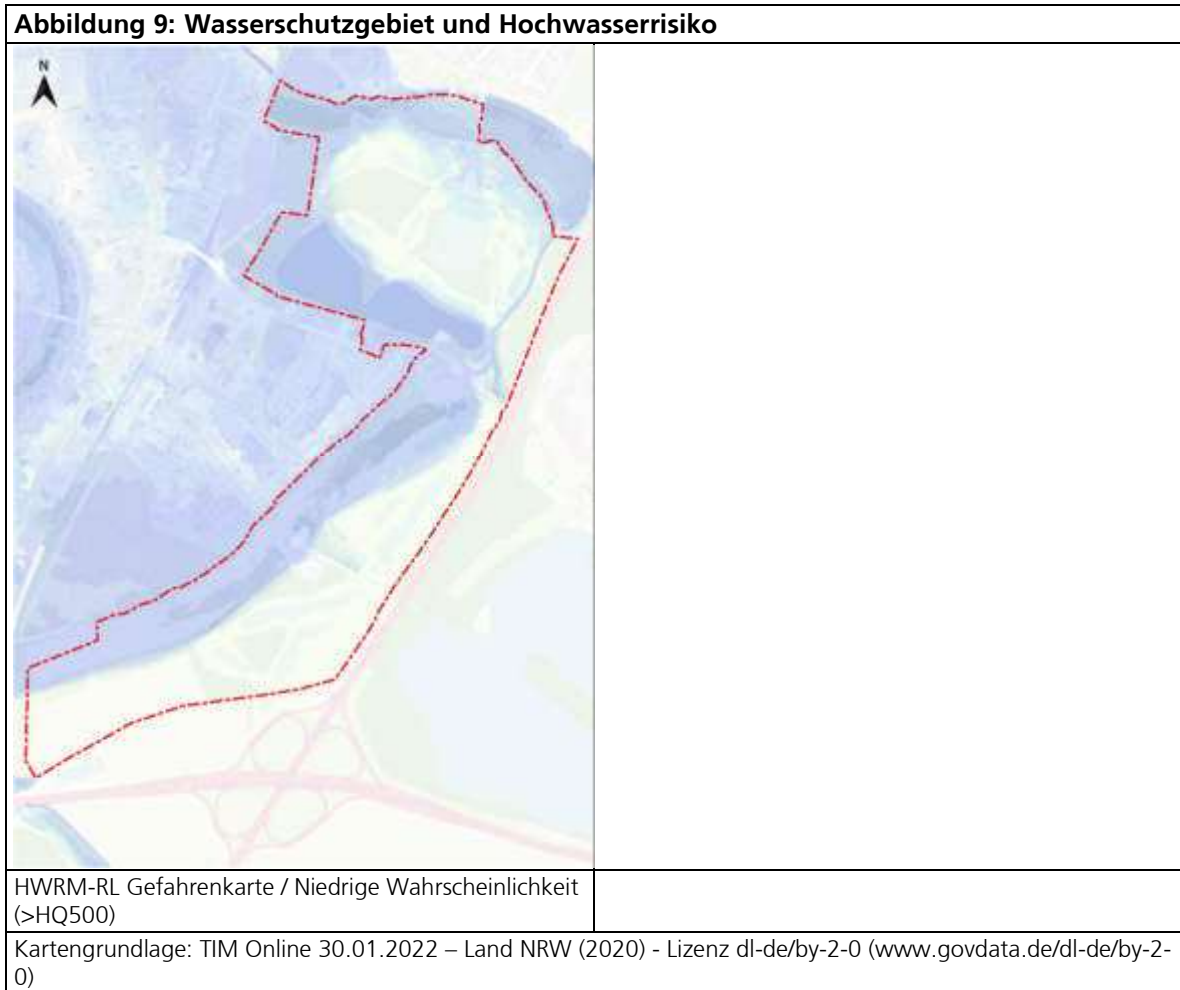 Abbildung 9: Wasserschutzgebiet und Hochwasserrisiko
N
HWRM-RL Gefahrenkarte / Niedrige Wahrscheinlichkeit
(>HQ500)
Kartengrundlage: TIM Online 30.01.2022 – Land NRW (2020) - Lizenz dl-de/by-2-0 (www.govdata.de/dl-de/by-2-
0)